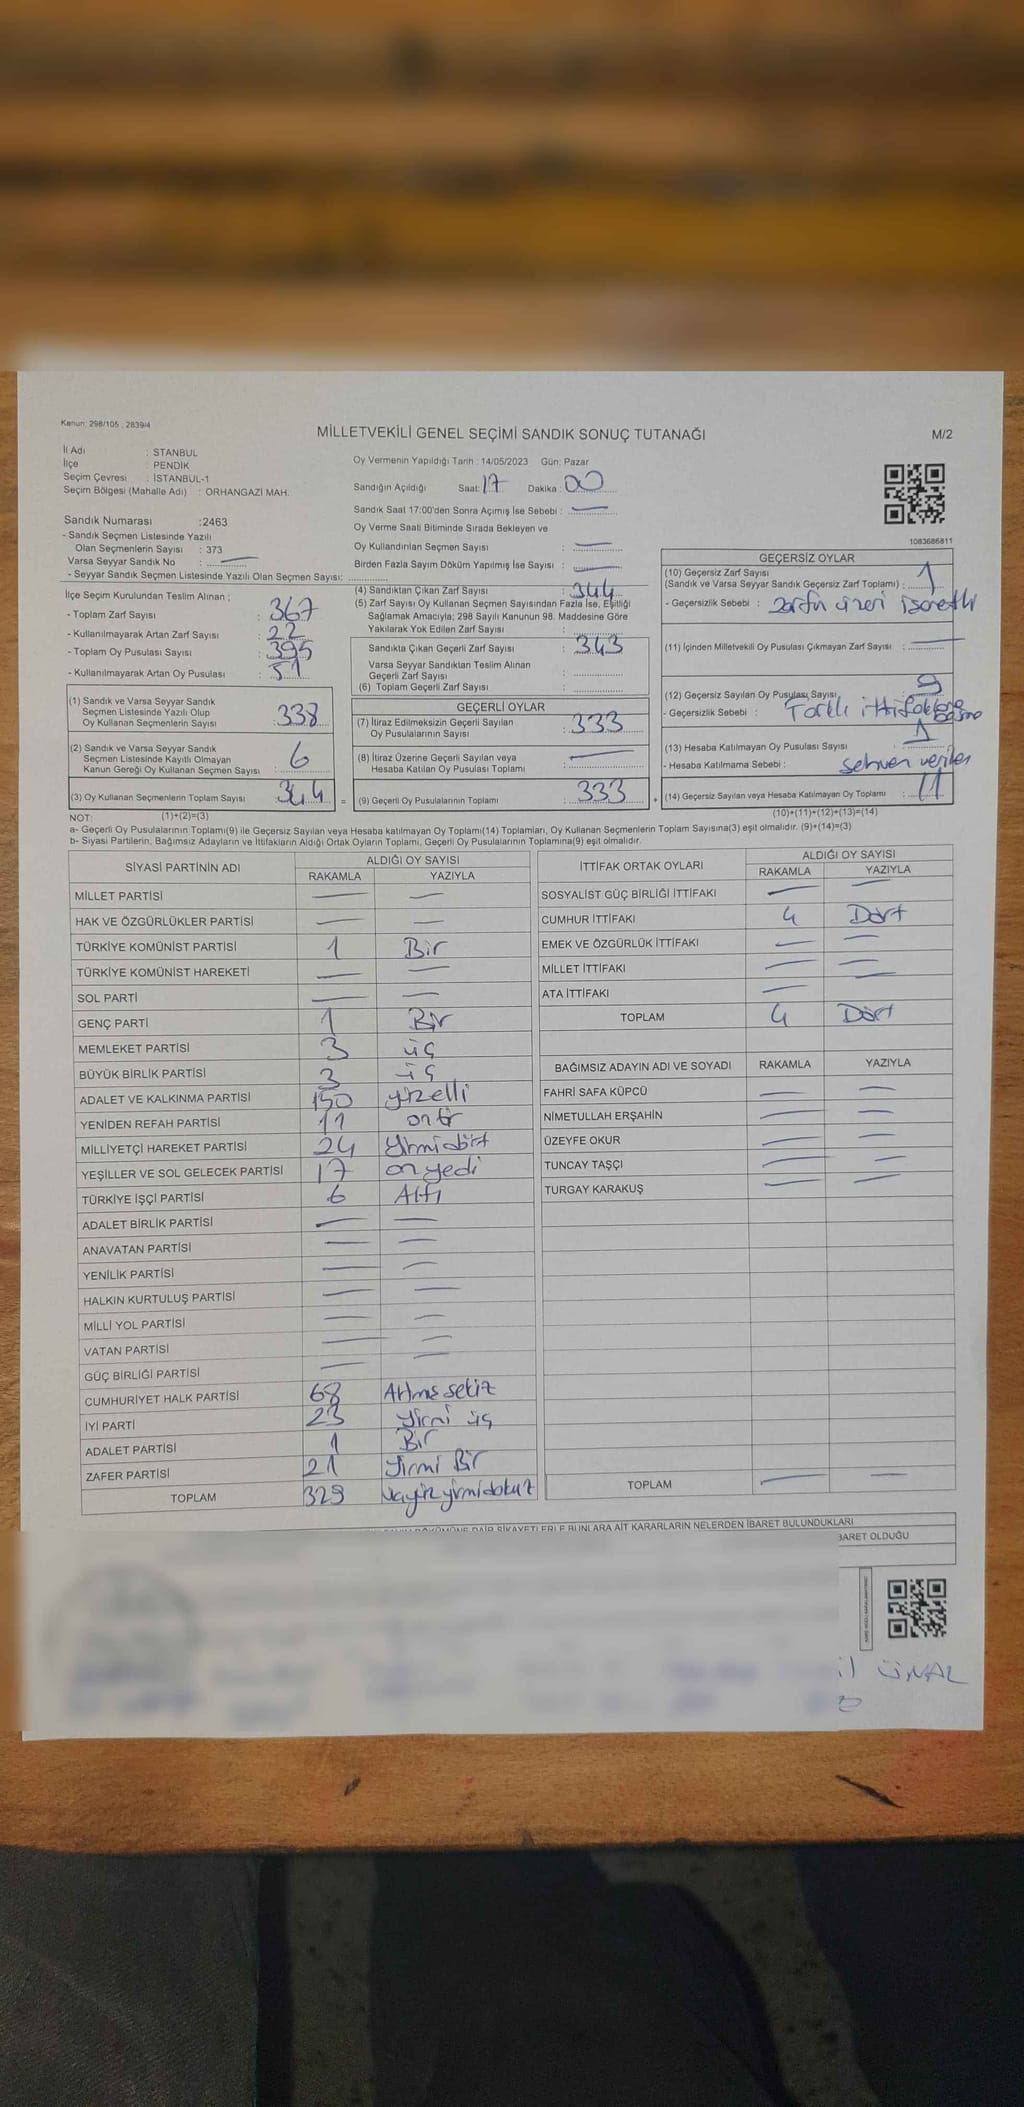 Kanun: 298/105 , 2839/4
MİLLETVEKİLİ GENEL SEÇİMİ SANDIK SONUÇ TUTANAĞI
M/2
İl Adı : STANBUL
İlçe : PENDİK
Seçim Çevresi : İSTANBUL-1
Seçim Bölgesi (Mahalle Adı) : ORHANGAZİ MAH.
Sandık Numarası :2463
- Sandık Seçmen Listesinde Yazılı
Olan Seçmenlerin Sayısı : 373
Varsa Seyyar Sandık No : —
- Seyyar Sandık Seçmen Listesinde Yazılı Olan Seçmen Sayısı:
İlçe Seçim Kurulundan Teslim Alınan ;
- Toplam Zarf Sayısı : 367
- Kullanılmayarak Artan Zarf Sayısı : 22
- Toplam Oy Pusulası Sayısı : 395
- Kullanılmayarak Artan Oy Pusulası : 51
(1) Sandık ve Varsa Seyyar Sandık
Seçmen Listesinde Yazılı Olup
Oy Kullanan Seçmenlerin Sayısı : 338
(2) Sandık ve Varsa Seyyar Sandık
Seçmen Listesinde Kayıtlı Olmayan
Kanun Gereği Oy Kullanan Seçmen Sayısı : 6
(3) Oy Kullanan Seçmenlerin Toplam Sayısı : 344 =
(1)+(2)=(3)
Oy Vermenin Yapıldığı Tarih : 14/05/2023 Gün: Pazar
Sandığın Açıldığı Saat: 17 Dakika : 00
Sandık Saat 17:00'den Sonra Açımış İse Sebebi : —
Oy Verme Saati Bitiminde Sırada Bekleyen ve
Oy Kullandırılan Seçmen Sayısı : —
Birden Fazla Sayım Döküm Yapılmış İse Sayısı : —
(4) Sandıktan Çıkan Zarf Sayısı : 344
(5) Zarf Sayısı Oy Kullanan Seçmen Sayısından Fazla İse, Eşitliği
Sağlamak Amacıyla; 298 Sayılı Kanunun 98. Maddesine Göre
Yakılarak Yok Edilen Zarf Sayısı :
Sandıkta Çıkan Geçerli Zarf Sayısı : 343
Varsa Seyyar Sandıktan Teslim Alınan
Geçerli Zarf Sayısı :
(6) Toplam Geçerli Zarf Sayısı :
GEÇERLİ OYLAR
(7) İtiraz Edilmeksizin Geçerli Sayılan
Oy Pusulalarının Sayısı : 333
(8) İtiraz Üzerine Geçerli Sayılan veya
Hesaba Katılan Oy Pusulası Toplamı : —
(9) Geçerli Oy Pusulalarının Toplamı : 333 +
1083686811
GEÇERSİZ OYLAR
(10) Geçersiz Zarf Sayısı
(Sandık ve Varsa Seyyar Sandık Geçersiz Zarf Toplamı) : 1
- Geçersizlik Sebebi : zarfın üzeri işaretli
(11) İçinden Milletvekili Oy Pusulası Çıkmayan Zarf Sayısı : —
(12) Geçersiz Sayılan Oy Pusulası Sayısı : 9
- Geçersizlik Sebebi : Farklı ittifaklara basma
(13) Hesaba Katılmayan Oy Pusulası Sayısı : 1
- Hesaba Katılmama Sebebi : sehven verilen
(14) Geçersiz Sayılan veya Hesaba Katılmayan Oy Toplamı : 11
(10)+(11)+(12)+(13)=(14)
NOT:
a- Geçerli Oy Pusulalarının Toplamı(9) ile Geçersiz Sayılan veya Hesaba katılmayan Oy Toplamı(14) Toplamları, Oy Kullanan Seçmenlerin Toplam Sayısına(3) eşit olmalıdır. (9)+(14)=(3)
b- Siyasi Partilerin, Bağımsız Adayların ve İttifakların Aldığı Ortak Oyların Toplamı, Geçerli Oy Pusulalarının Toplamına(9) eşit olmalıdır.
SİYASİ PARTİNİN ADI
ALDIĞI OY SAYISI
RAKAMLA YAZIYLA
MİLLET PARTİSİ — —
HAK VE ÖZGÜRLÜKLER PARTİSİ — —
TÜRKİYE KOMÜNİST PARTİSİ 1 Bir
TÜRKİYE KOMÜNİST HAREKETİ — —
SOL PARTİ — —
GENÇ PARTİ 1 Bir
MEMLEKET PARTİSİ 3 üç
BÜYÜK BİRLİK PARTİSİ 3 üç
ADALET VE KALKINMA PARTİSİ 150 yüzelli
YENİDEN REFAH PARTİSİ 11 onbir
MİLLİYETÇİ HAREKET PARTİSİ 24 yirmidört
YEŞİLLER VE SOL GELECEK PARTİSİ 17 on yedi
TÜRKİYE İŞÇİ PARTİSİ 6 Altı
ADALET BİRLİK PARTİSİ — —
ANAVATAN PARTİSİ — —
YENİLİK PARTİSİ — —
HALKIN KURTULUŞ PARTİSİ — —
MİLLİ YOL PARTİSİ — —
VATAN PARTİSİ — —
GÜÇ BİRLİĞİ PARTİSİ — —
CUMHURİYET HALK PARTİSİ 68 Atmış sekiz
İYİ PARTİ 23 yirmi üç
ADALET PARTİSİ 1 Bir
ZAFER PARTİSİ 21 yirmi Bir
TOPLAM 329 üçyüzyirmidokuz
İTTİFAK ORTAK OYLARI
ALDIĞI OY SAYISI
RAKAMLA YAZIYLA
SOSYALİST GÜÇ BİRLİĞİ İTTİFAKI — —
CUMHUR İTTİFAKI 4 Dört
EMEK VE ÖZGÜRLÜK İTTİFAKI — —
MİLLET İTTİFAKI — —
ATA İTTİFAKI — —
TOPLAM 4 Dört
BAĞIMSIZ ADAYIN ADI VE SOYADI RAKAMLA YAZIYLA
FAHRİ SAFA KÜPCÜ — —
NİMETULLAH ERŞAHİN — —
ÜZEYFE OKUR — —
TUNCAY TAŞÇI — —
TURGAY KARAKUŞ — —
TOPLAM — —
DÖKÜMÜNE DAİR ŞİKAYETLERLE BUNLARA AİT KARARLARIN NELERDEN İBARET BULUNDUKLARI
BARET OLDUĞU
il ÜNAL